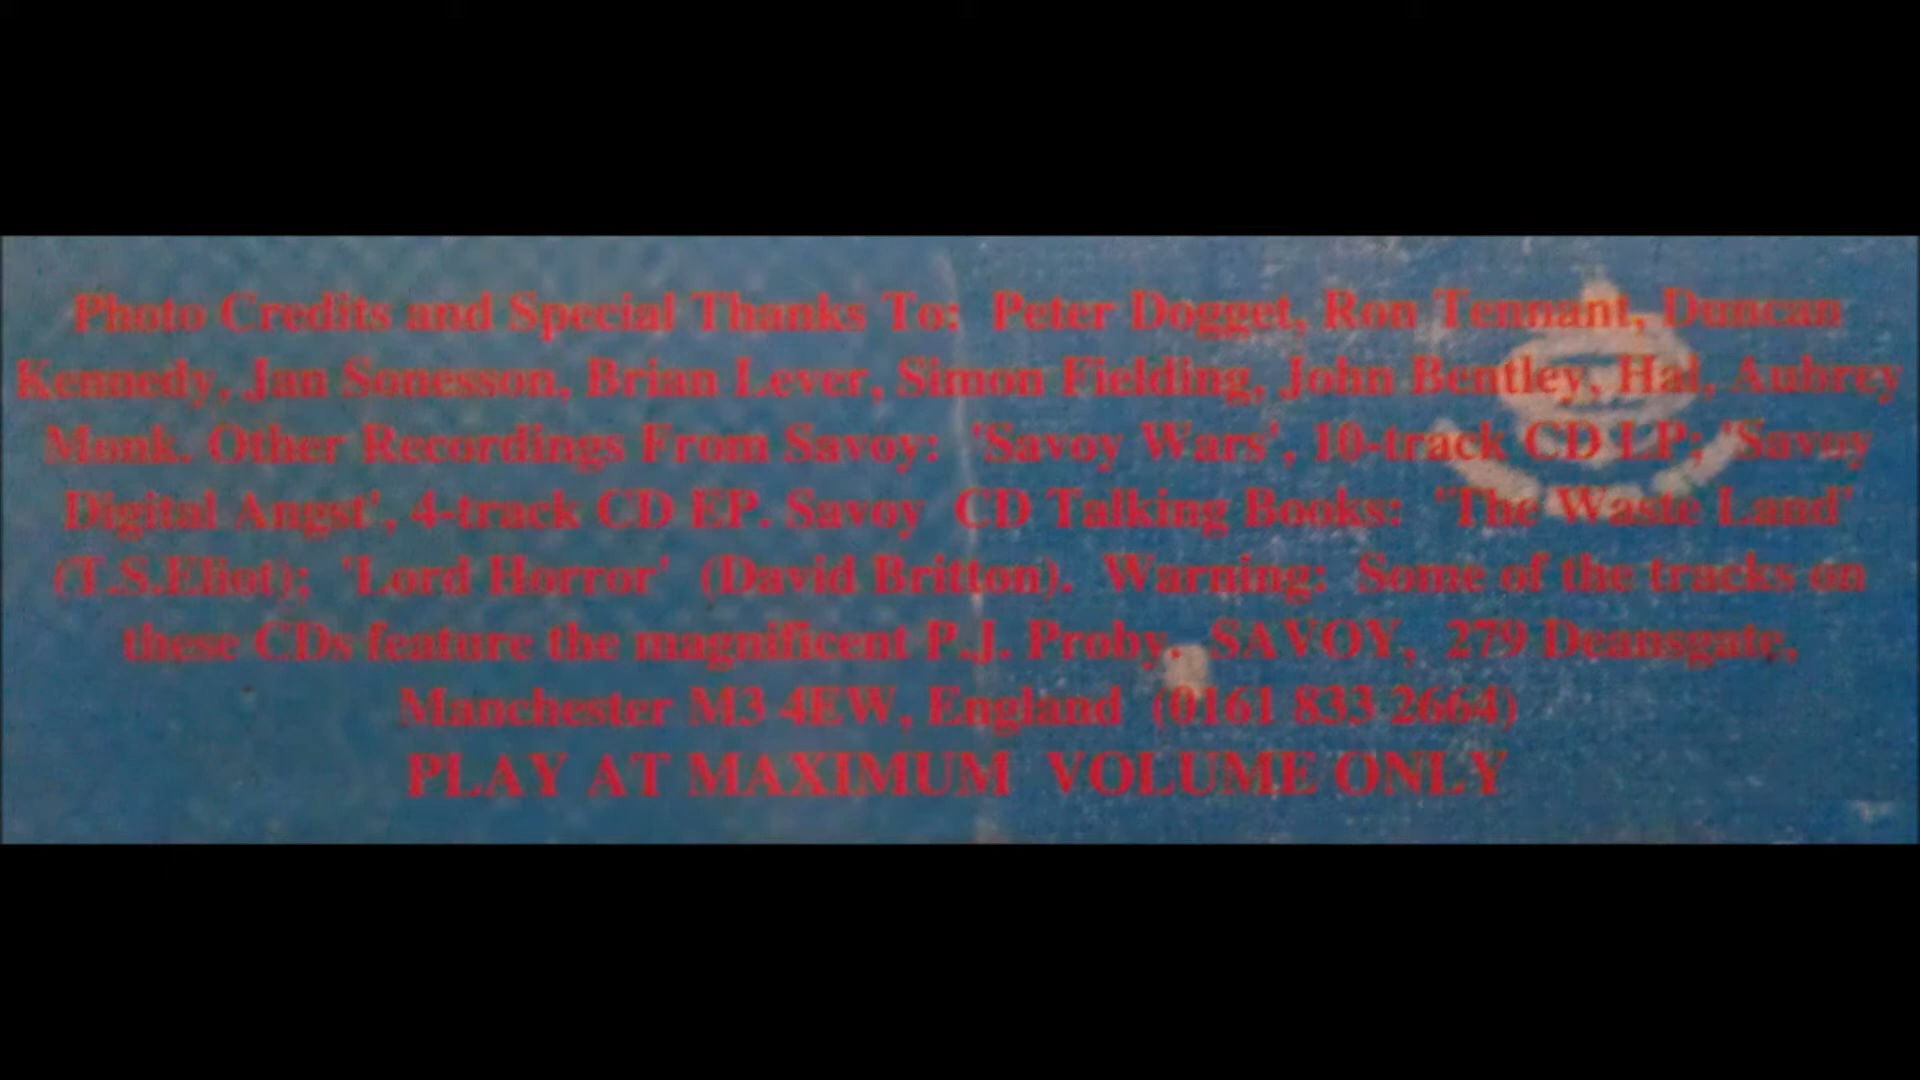 Photo Credits and Special Thanks To: Peter Dogget, Ron Tennant, Duncan
Kennedy, Jan Sonesson, Brian Lever, Simon Fielding, John Bentley, Hal, Aubrey
Monk. Other Recordings From Savoy: 'Savoy Wars', 10-track CD LP; 'Savoy
Digital Angst', 4-track CD EP. Savoy CD Talking Books: 'The Waste Land'
(T.S.Eliot); 'Lord Horror' (David Britton). Warning: Some of the tracks on
these CDs feature the magnificent P.J. Proby. SAVOY, 279 Deansgate,
Manchester M3 4EW, England (0161 833 2664)
PLAY AT MAXIMUM VOLUME ONLY